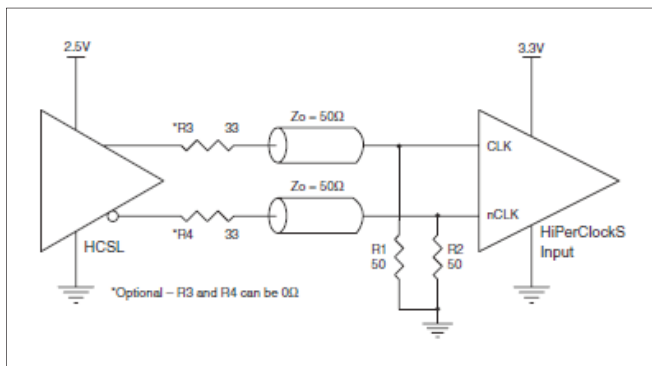 2.5V
3.3V
*R3 33
Zo = 50Ω
CLK
Zo = 50Ω
nCLK
*R4 33
HCSL
R1
50
R2
50
HiPerClockS
Input
*Optional – R3 and R4 can be 0Ω